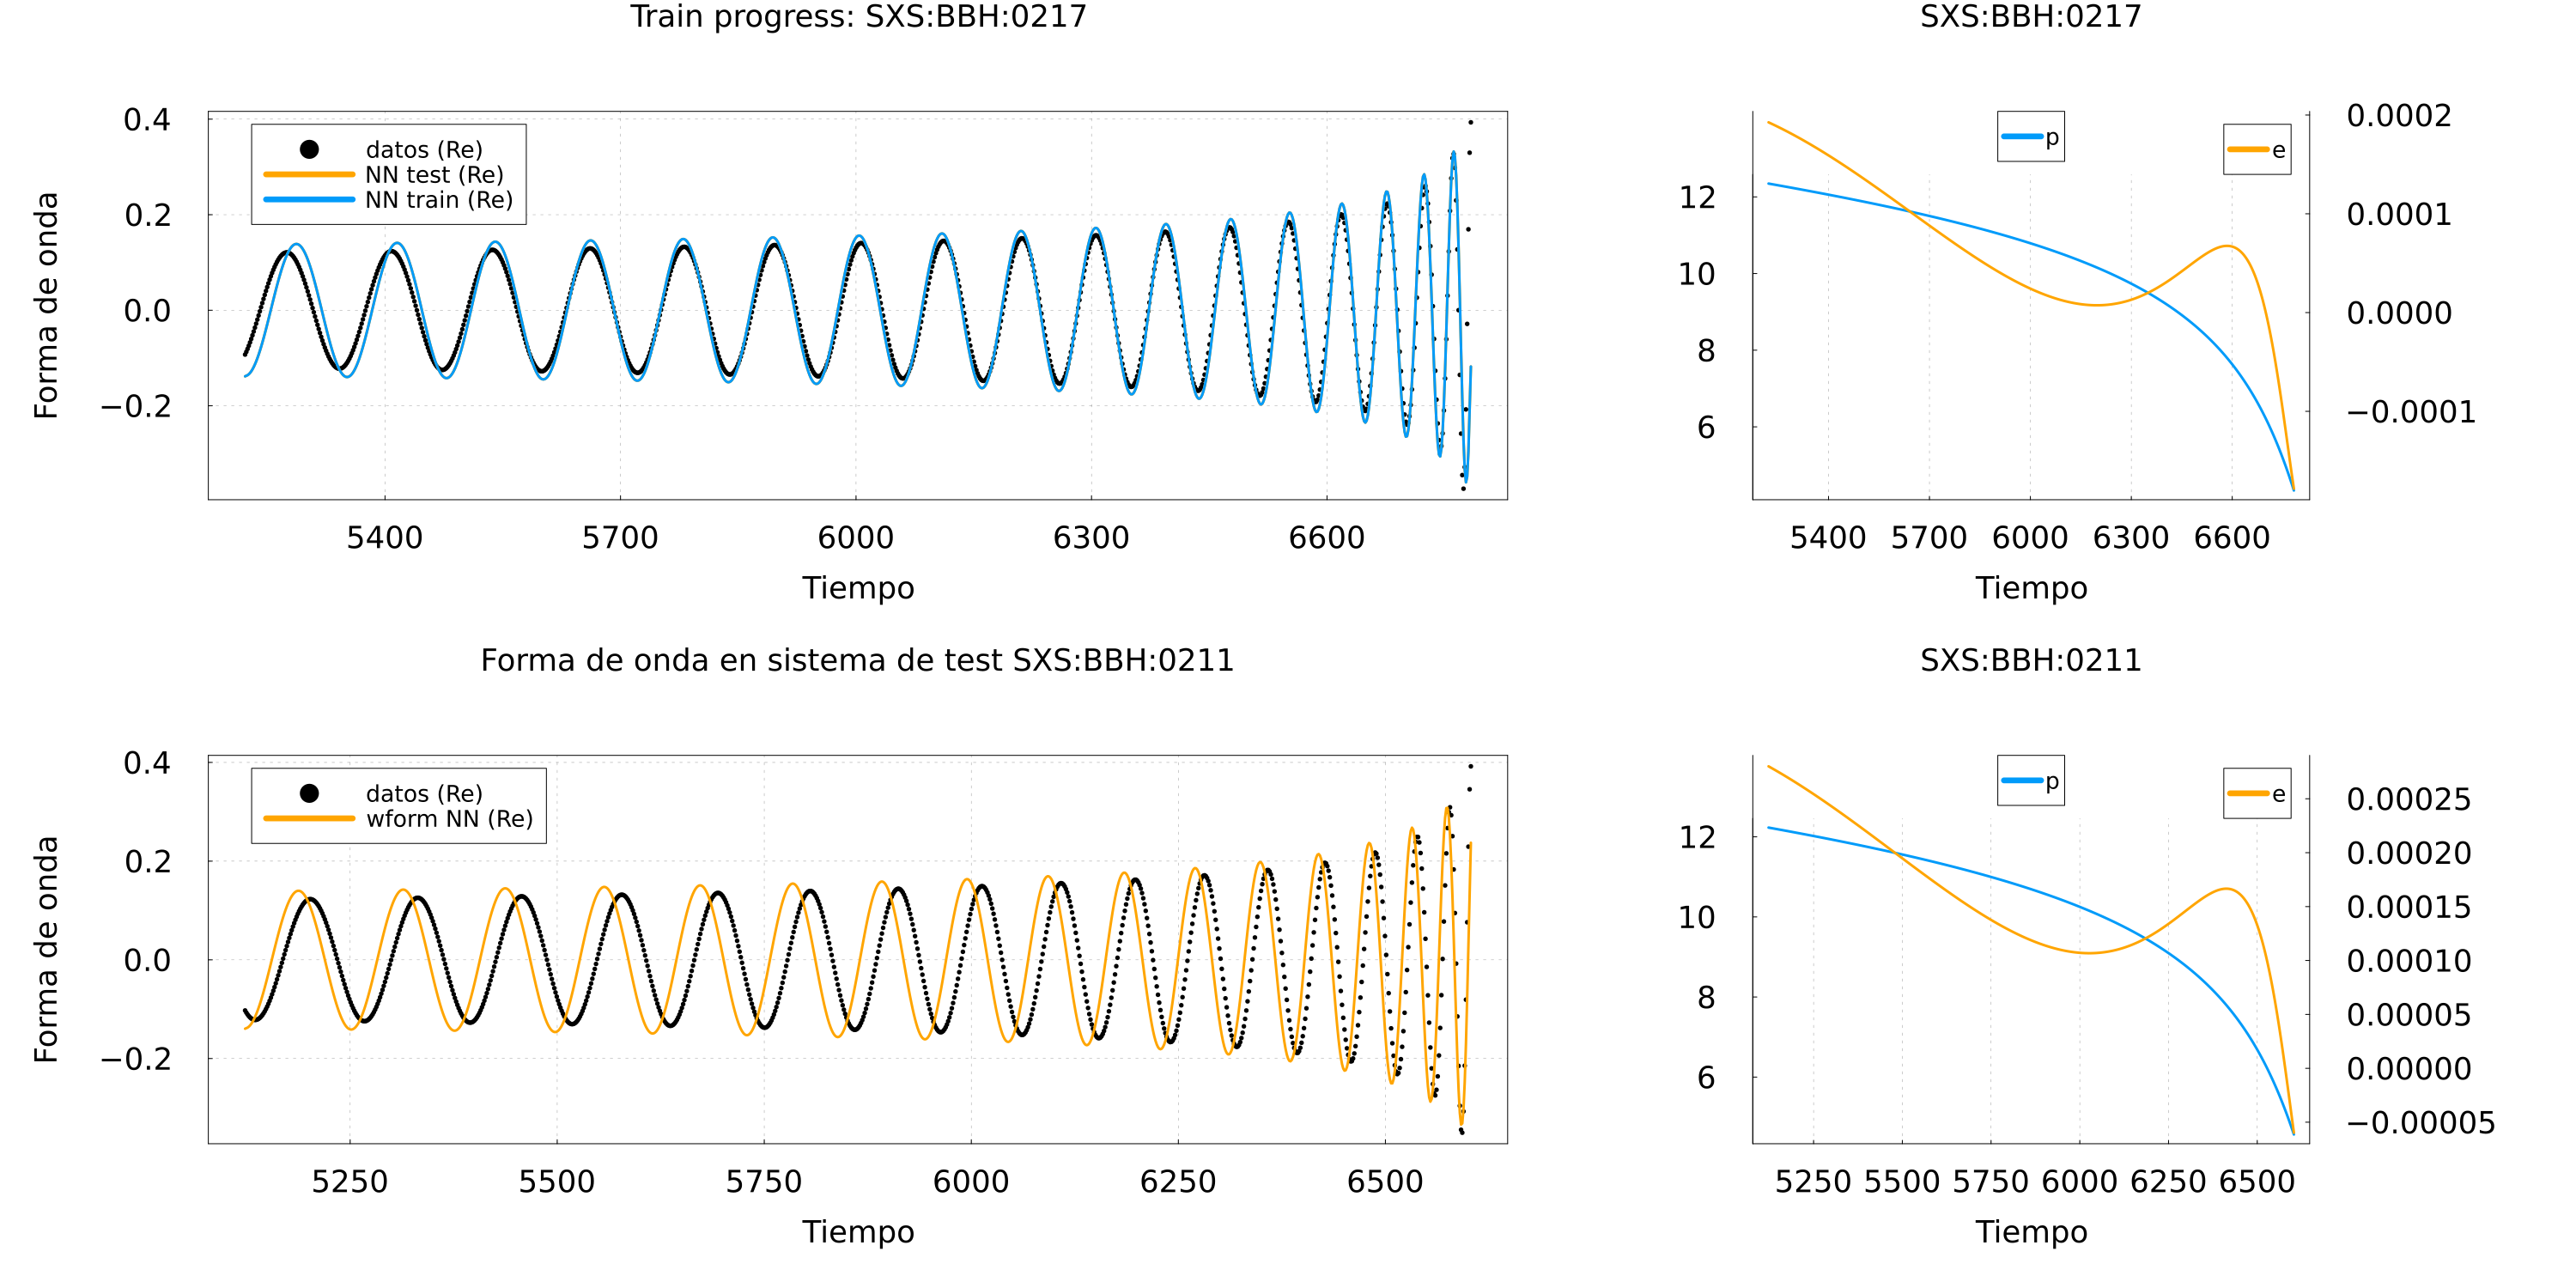 Train progress: SXS:BBH:0217
SXS:BBH:0217
0.4
0.2
0.0
−0.2
Forma de onda
datos (Re)
NN test (Re)
NN train (Re)
5400 5700 6000 6300 6600
Tiempo
12
10
8
6
p
e
0.0002
0.0001
0.0000
−0.0001
5400 5700 6000 6300 6600
Tiempo
Forma de onda en sistema de test SXS:BBH:0211
SXS:BBH:0211
0.4
0.2
0.0
−0.2
Forma de onda
datos (Re)
wform NN (Re)
5250 5500 5750 6000 6250 6500
Tiempo
12
10
8
6
p
e
0.00025
0.00020
0.00015
0.00010
0.00005
0.00000
−0.00005
5250 5500 5750 6000 6250 6500
Tiempo